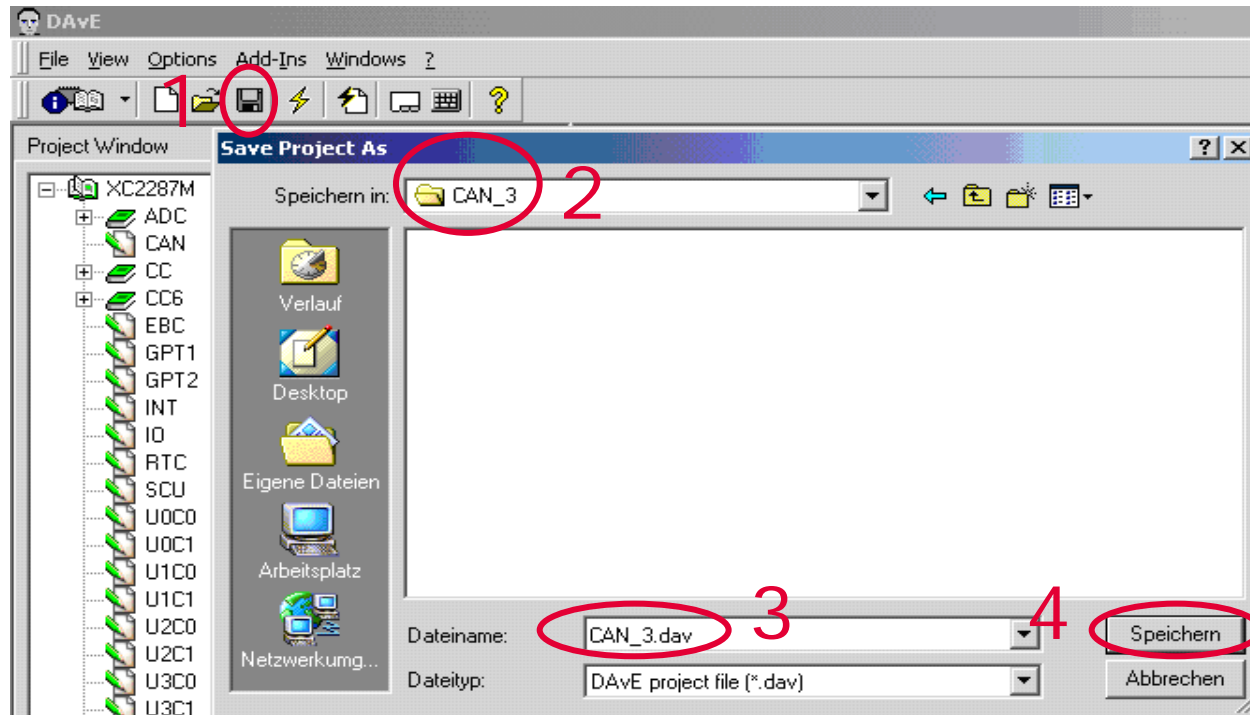 DAvE
File View Options Add-Ins Windows ?
1
Project Window
Save Project As
XC2287M
ADC
CAN
CC
CC6
EBC
GPT1
GPT2
INT
IO
RTC
SCU
U0C0
U0C1
U1C0
U1C1
U2C0
U2C1
U3C0
U3C1
Speichern in: CAN_3
2
Verlauf
Desktop
Eigene Dateien
Arbeitsplatz
Netzwerkumg...
Dateiname: CAN_3.dav
3
4
Speichern
Dateityp: DAvE project file (*.dav)
Abbrechen